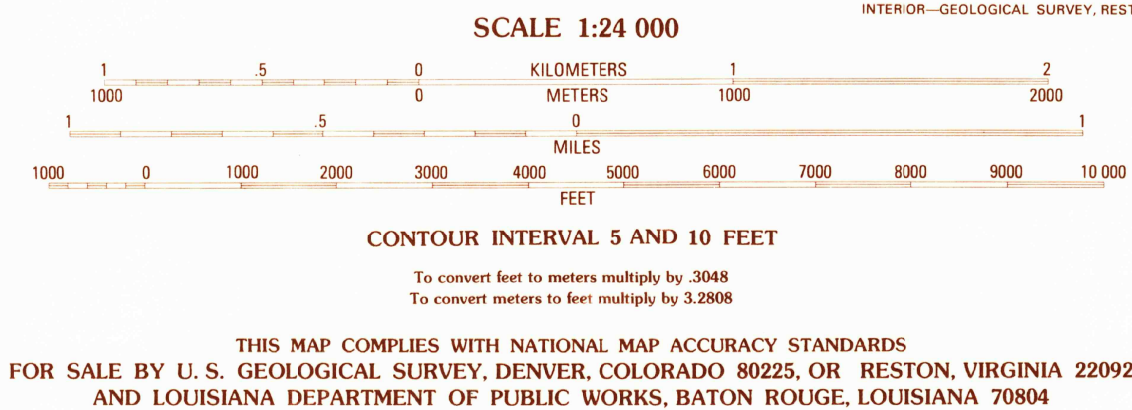 INTERIOR—GEOLOGICAL SURVEY, REST
SCALE 1:24 000
1 .5 0 KILOMETERS 1 2
1000 0 METERS 1000 2000
1 .5 0 1
MILES
1000 0 1000 2000 3000 4000 5000 6000 7000 8000 9000 10 000
FEET
CONTOUR INTERVAL 5 AND 10 FEET
To convert feet to meters multiply by .3048
To convert meters to feet multiply by 3.2808
THIS MAP COMPLIES WITH NATIONAL MAP ACCURACY STANDARDS
FOR SALE BY U. S. GEOLOGICAL SURVEY, DENVER, COLORADO 80225, OR RESTON, VIRGINIA 22092
AND LOUISIANA DEPARTMENT OF PUBLIC WORKS, BATON ROUGE, LOUISIANA 70804